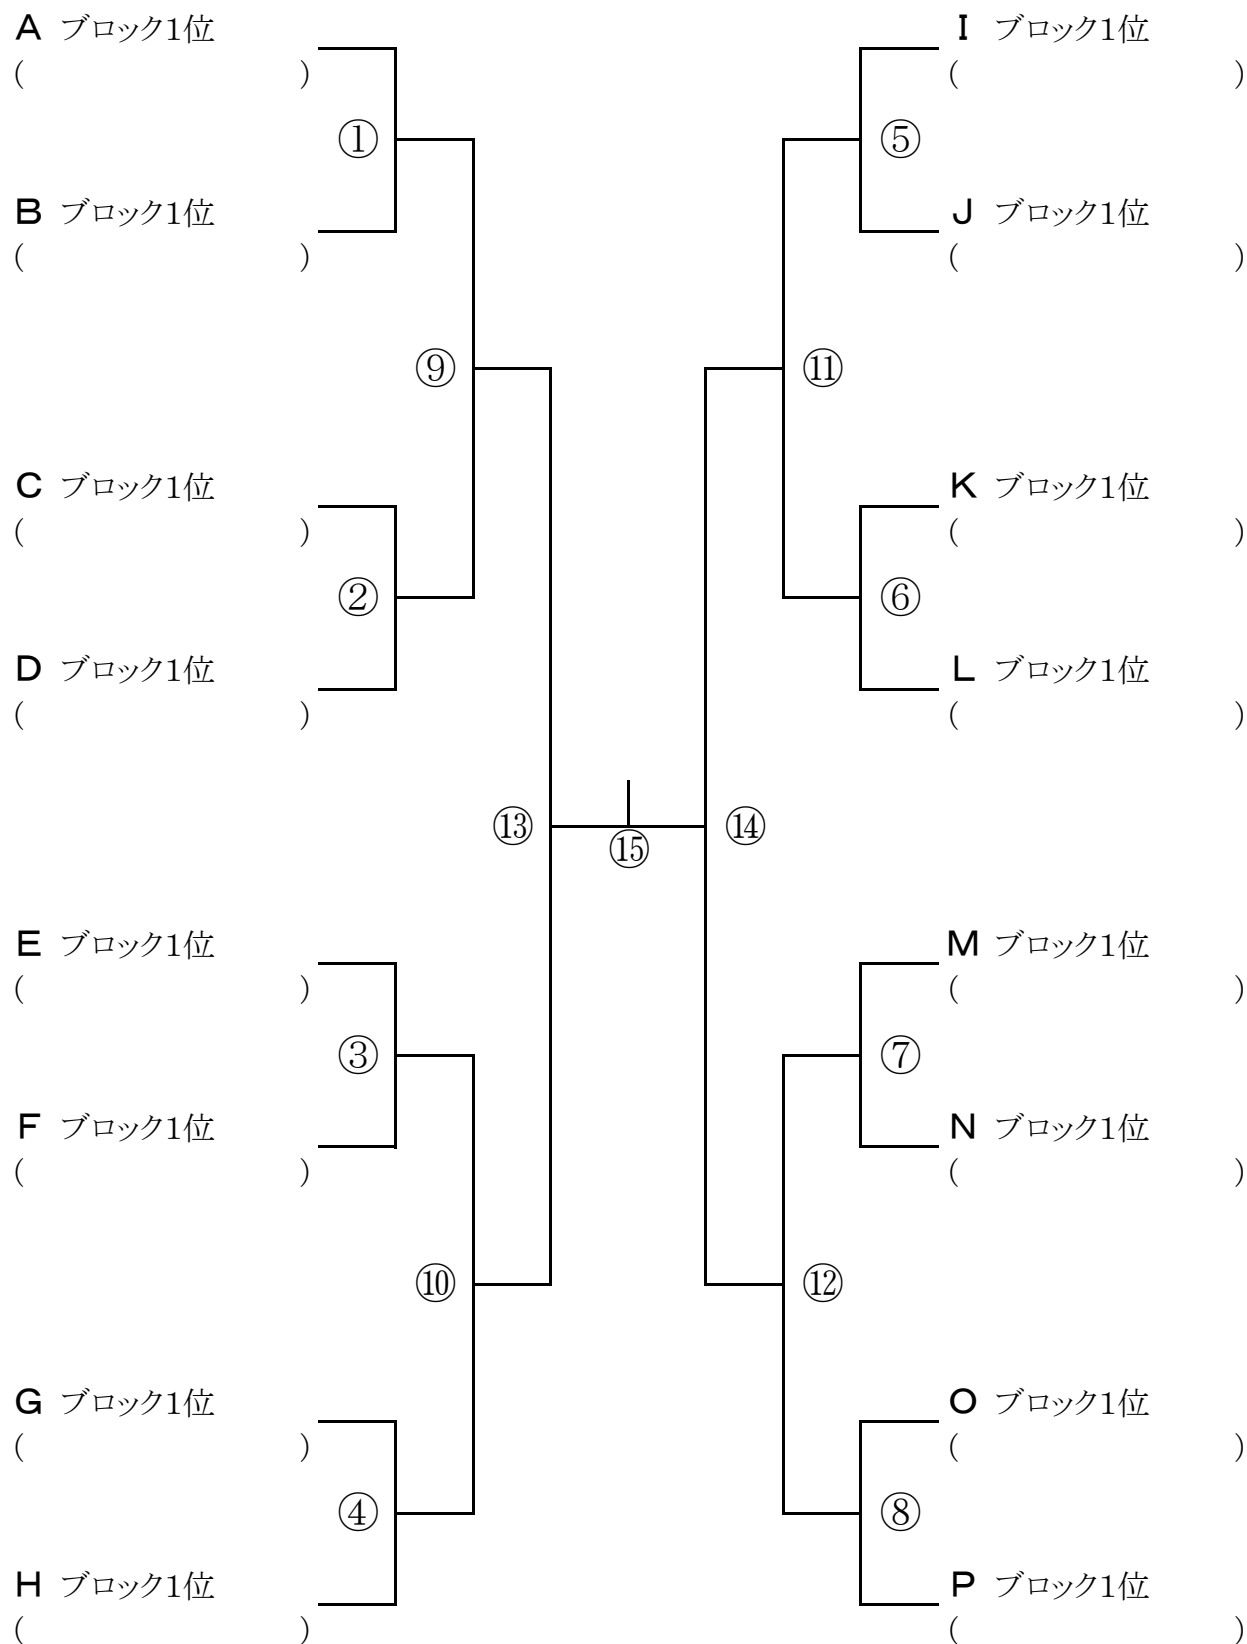 A ブロック1位
(　　　　　　)
①
B ブロック1位
(　　　　　　)
⑨
C ブロック1位
(　　　　　　)
②
D ブロック1位
(　　　　　　)
⑬
E ブロック1位
(　　　　　　)
③
F ブロック1位
(　　　　　　)
⑩
G ブロック1位
(　　　　　　)
④
H ブロック1位
(　　　　　　)
⑮
I ブロック1位
(　　　　　　)
⑤
J ブロック1位
(　　　　　　)
⑪
K ブロック1位
(　　　　　　)
⑥
L ブロック1位
(　　　　　　)
⑭
M ブロック1位
(　　　　　　)
⑦
N ブロック1位
(　　　　　　)
⑫
O ブロック1位
(　　　　　　)
⑧
P ブロック1位
(　　　　　　)